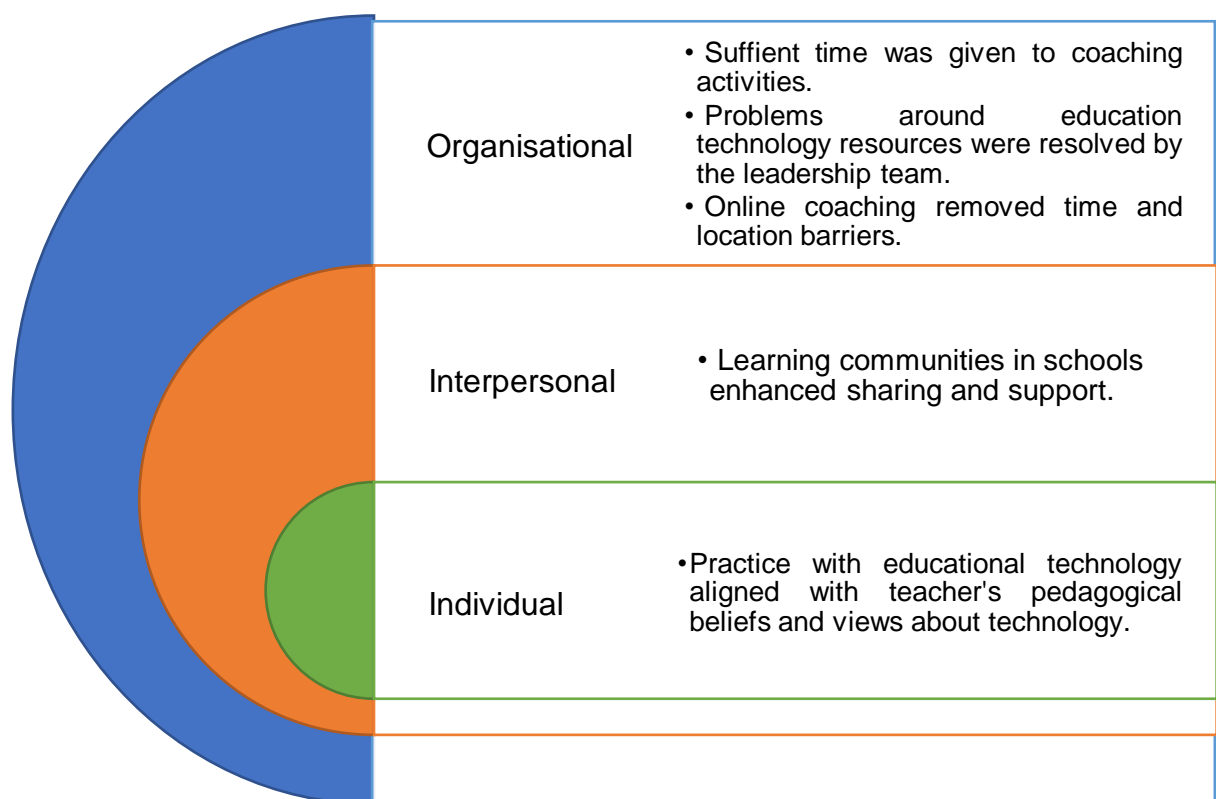 Organisational
• Suffient time was given to coaching
activities.
• Problems around education
technology resources were resolved by
the leadership team.
• Online coaching removed time and
location barriers.
Interpersonal
• Learning communities in schools
enhanced sharing and support.
Individual
•Practice with educational technology
aligned with teacher's pedagogical
beliefs and views about technology.